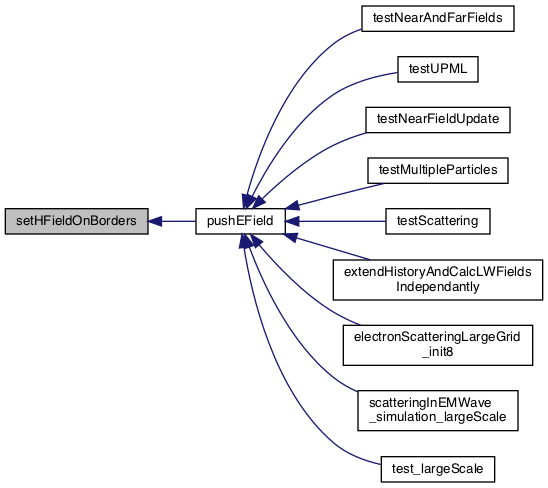 testNearAndFarFields
testUPML
testNearFieldUpdate
testMultipleParticles
setHFieldOnBorders
pushEField
testScattering
extendHistoryAndCalcLWFields
Independantly
electronScatteringLargeGrid
_init8
scatteringInEMWave
_simulation_largeScale
test_largeScale